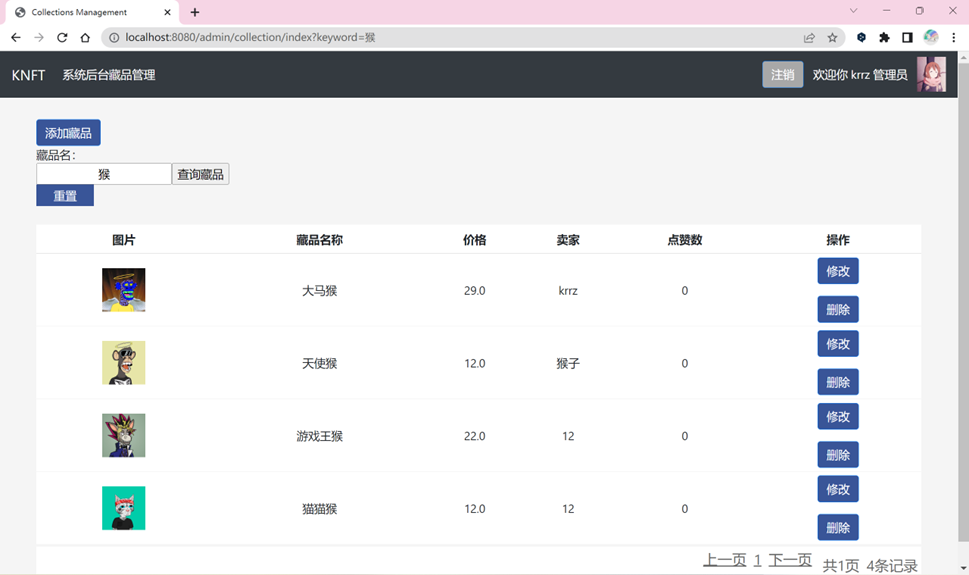 Collections Management
localhost:8080/admin/collection/index?keyword=猴
KNFT 系统后台藏品管理 注销 欢迎你 krrz 管理员
添加藏品
藏品名：
猴 查询藏品
重置
图片 藏品名称 价格 卖家 点赞数 操作
大马猴 29.0 krrz 0 修改 删除
天使猴 12.0 猴子 0 修改 删除
游戏王猴 22.0 12 0 修改 删除
猫猫猴 12.0 12 0 修改 删除
上一页 1 下一页 共1页 4条记录